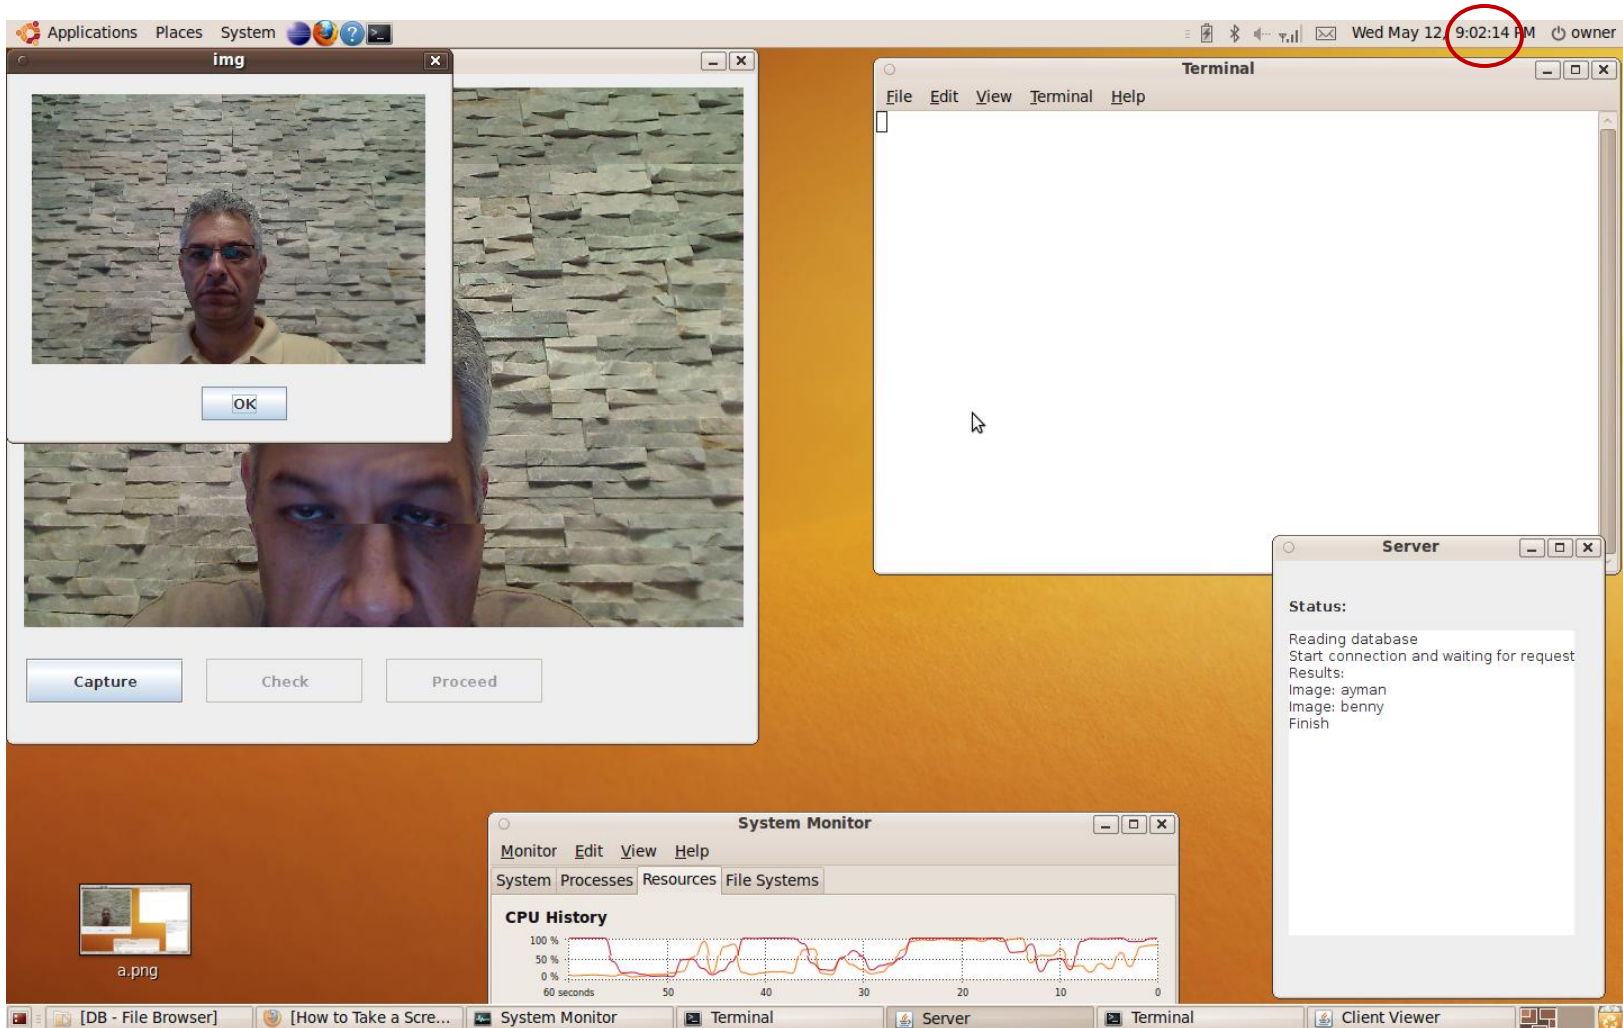 Applications Places System
Wed May 12, 9:02:14 PM owner
img
OK
Capture Check Proceed
Terminal
File Edit View Terminal Help
Server
Status:
Reading database
Start connection and waiting for request
Results:
Image: ayman
Image: benny
Finish
System Monitor
Monitor Edit View Help
System Processes Resources File Systems
CPU History
100 %
50 %
0 %
60 seconds 50 40 30 20 10 0
a.png
[DB - File Browser] [How to Take a Scre... System Monitor Terminal Server Terminal Client Viewer